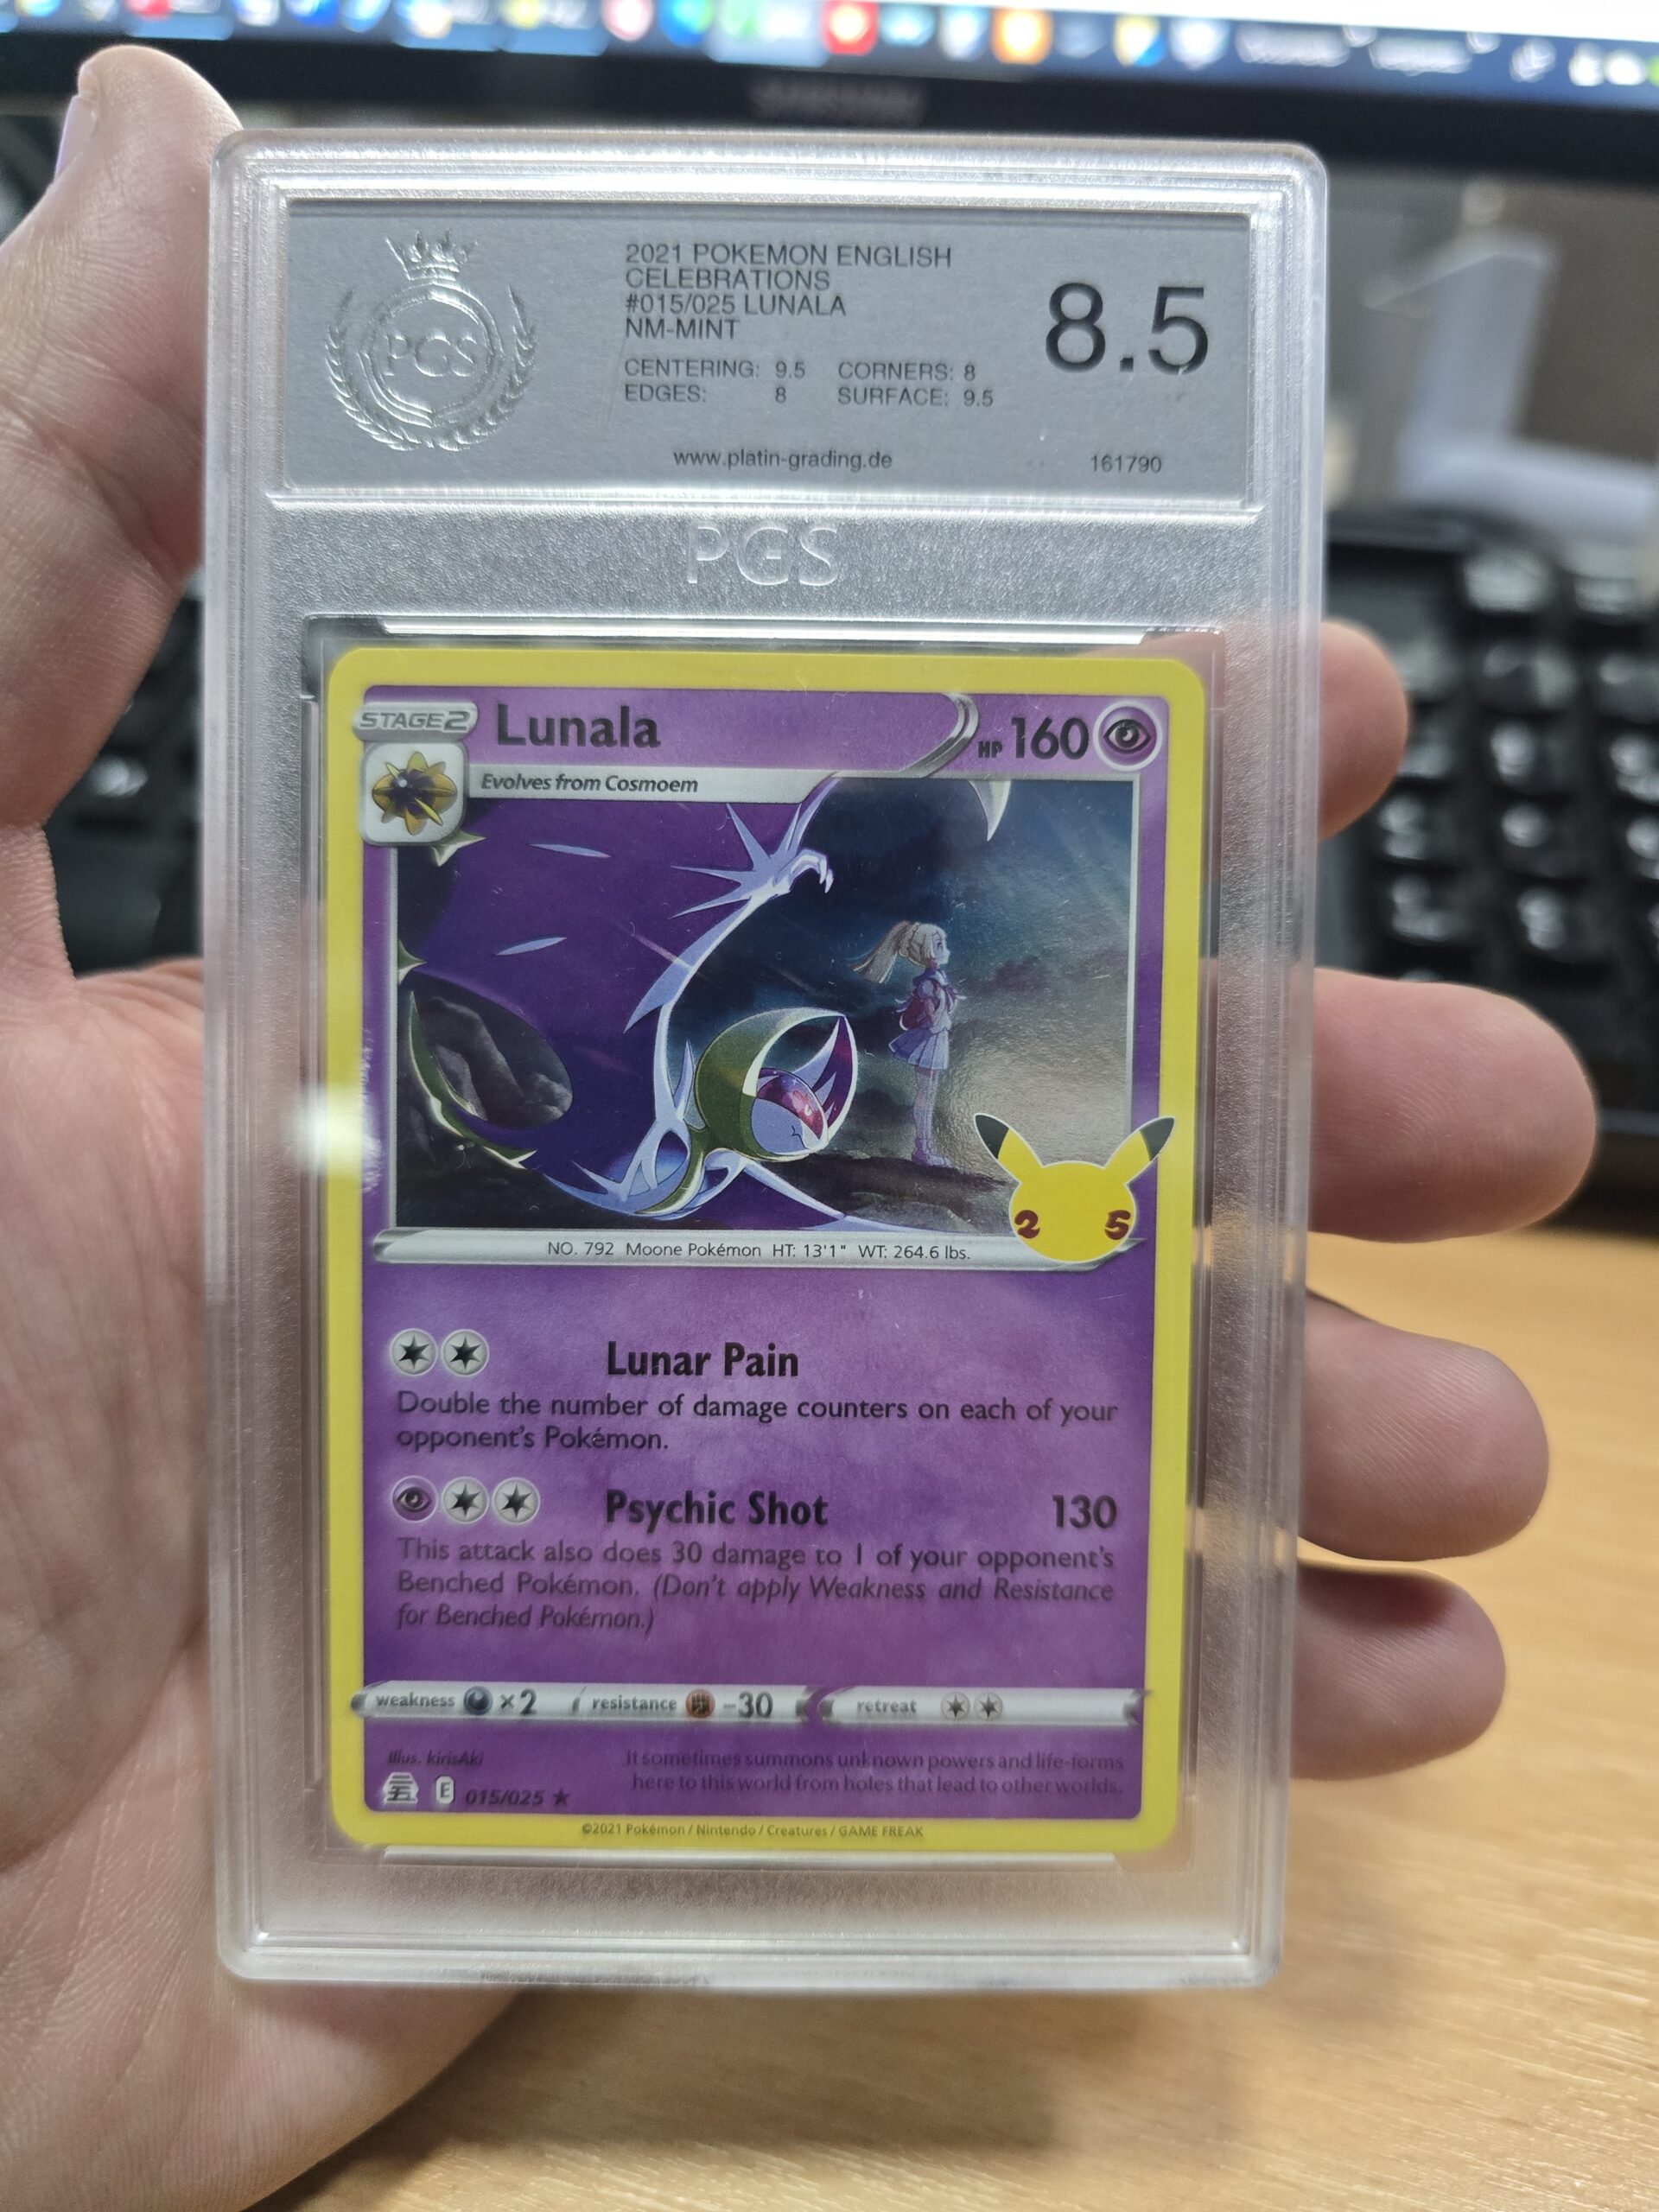 PGS
2021 POKEMON ENGLISH
CELEBRATIONS
#015/025 LUNALA
NM-MINT
CENTERING: 9.5 CORNERS: 8
EDGES: 8 SURFACE: 9.5
8.5
www.platin-grading.de
161790
PGS
STAGE2
Lunala
HP 160
Evolves from Cosmoem
25
NO. 792 Moone Pokémon HT: 13'1" WT: 264.6 lbs.
Lunar Pain
Double the number of damage counters on each of your
opponent's Pokémon.
Psychic Shot 130
This attack also does 30 damage to 1 of your opponent's
Benched Pokémon. (Don't apply Weakness and Resistance
for Benched Pokémon.)
weakness ×2 resistance -30 retreat
Illus. kirisAki
It sometimes summons unknown powers and life-forms
here to this world from holes that lead to other worlds.
E 015/025 ★
©2021 Pokémon / Nintendo / Creatures / GAME FREAK